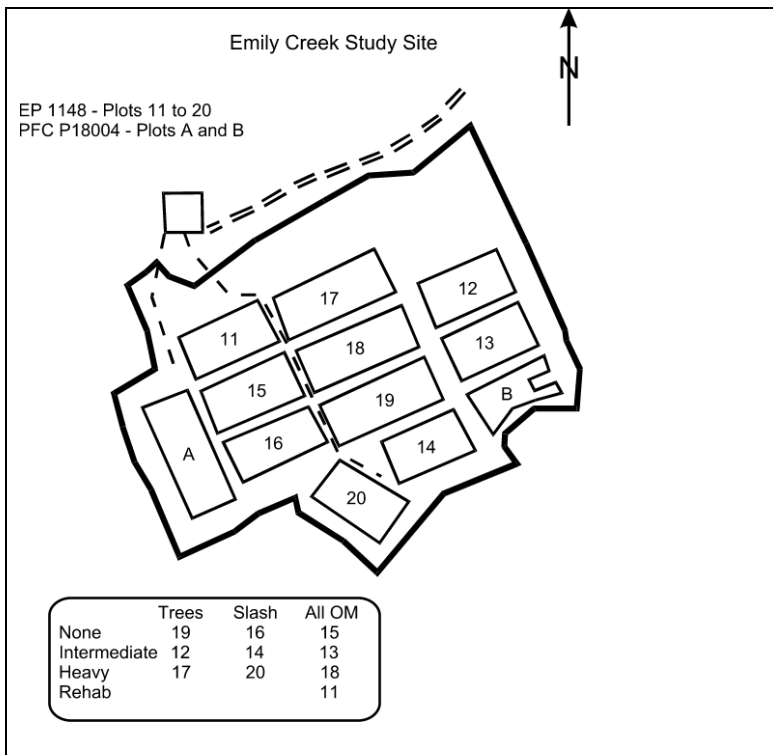 Emily Creek Study Site
N
EP 1148 - Plots 11 to 20
PFC P18004 - Plots A and B
17
12
11
18
13
15
19
B
16
14
A
20
Trees Slash All OM
None 19 16 15
Intermediate 12 14 13
Heavy 17 20 18
Rehab 11